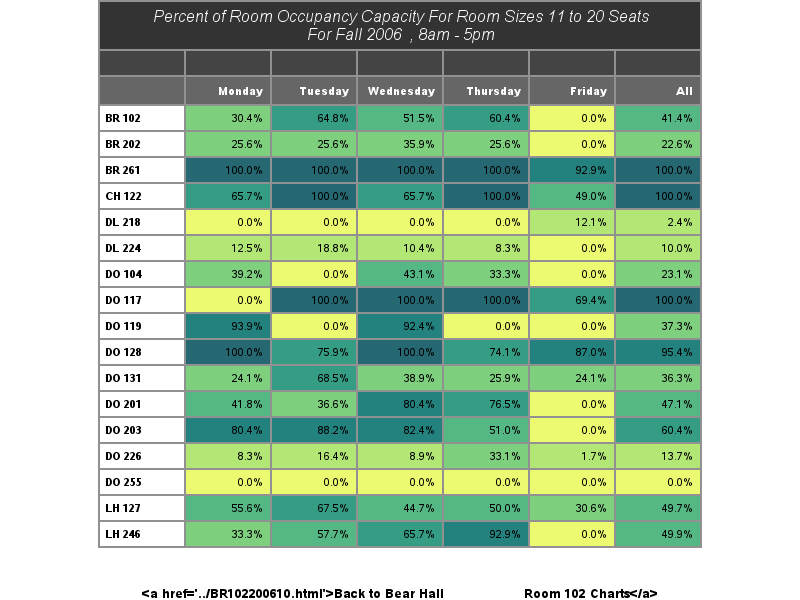 Percent of Room Occupancy Capacity For Room Sizes 11 to 20 Seats
For Fall 2006 , 8am - 5pm
Monday Tuesday Wednesday Thursday Friday All
BR 102 30.4% 64.8% 51.5% 60.4% 0.0% 41.4%
BR 202 25.6% 25.6% 35.9% 25.6% 0.0% 22.6%
BR 261 100.0% 100.0% 100.0% 100.0% 92.9% 100.0%
CH 122 65.7% 100.0% 65.7% 100.0% 49.0% 100.0%
DL 218 0.0% 0.0% 0.0% 0.0% 12.1% 2.4%
DL 224 12.5% 18.8% 10.4% 8.3% 0.0% 10.0%
DO 104 39.2% 0.0% 43.1% 33.3% 0.0% 23.1%
DO 117 0.0% 100.0% 100.0% 100.0% 69.4% 100.0%
DO 119 93.9% 0.0% 92.4% 0.0% 0.0% 37.3%
DO 128 100.0% 75.9% 100.0% 74.1% 87.0% 95.4%
DO 131 24.1% 68.5% 38.9% 25.9% 24.1% 36.3%
DO 201 41.8% 36.6% 80.4% 76.5% 0.0% 47.1%
DO 203 80.4% 88.2% 82.4% 51.0% 0.0% 60.4%
DO 226 8.3% 16.4% 8.9% 33.1% 1.7% 13.7%
DO 255 0.0% 0.0% 0.0% 0.0% 0.0% 0.0%
LH 127 55.6% 67.5% 44.7% 50.0% 30.6% 49.7%
LH 246 33.3% 57.7% 65.7% 92.9% 0.0% 49.9%
<a href='../BR102200610.html'>Back to Bear Hall Room 102 Charts</a>